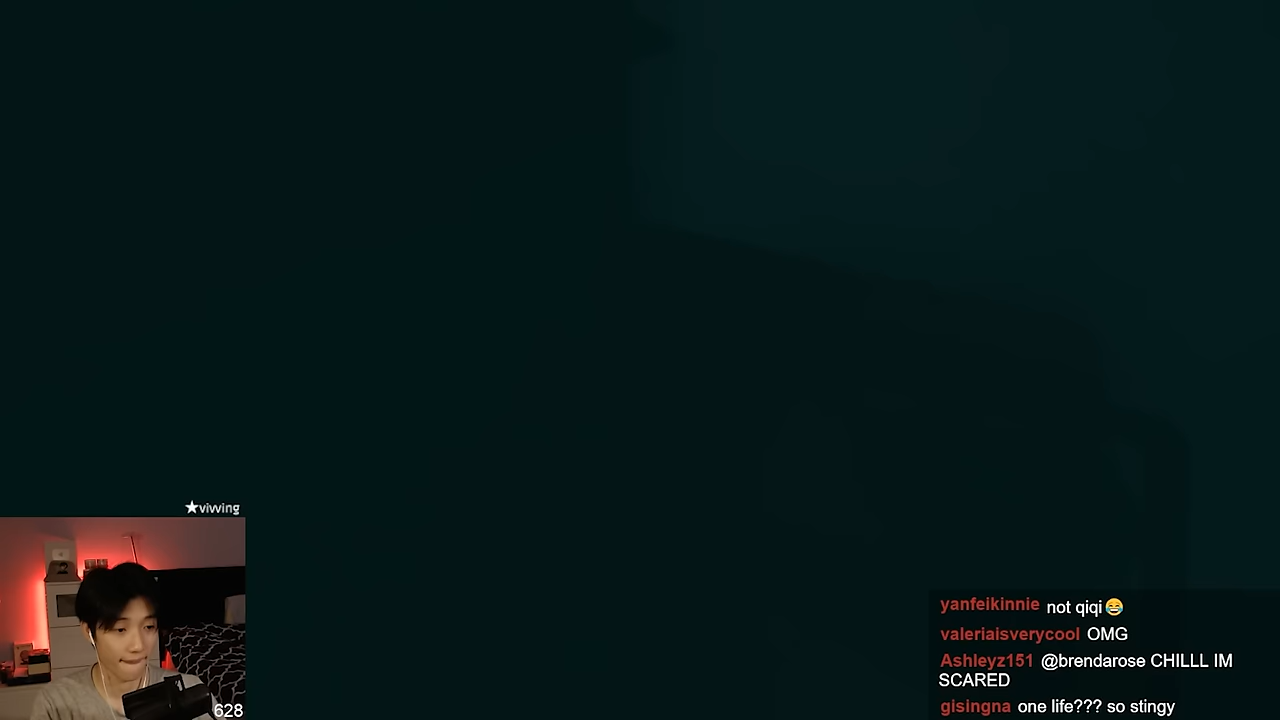 ★vivving
628
yanfeikinnie not qiqi😂
valeriaisverycool OMG
Ashleyz151 @brendarose CHILLL IM
SCARED
gisingna one life??? so stingy